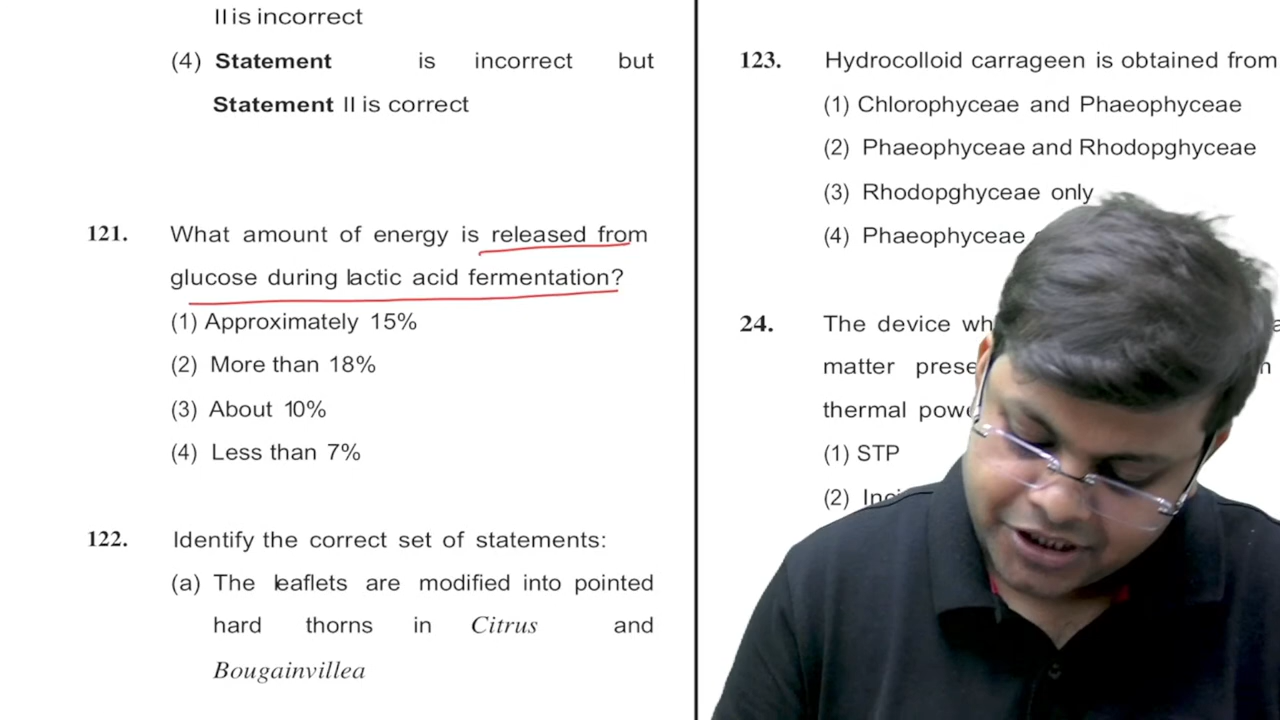 II is incorrect
(4) Statement is incorrect but
Statement II is correct
121. What amount of energy is released from
glucose during lactic acid fermentation?
(1) Approximately 15%
(2) More than 18%
(3) About 10%
(4) Less than 7%
122. Identify the correct set of statements:
(a) The leaflets are modified into pointed
hard thorns in Citrus and
Bougainvillea
123. Hydrocolloid carrageen is obtained from
(1) Chlorophyceae and Phaeophyceae
(2) Phaeophyceae and Rhodopghyceae
(3) Rhodopghyceae only
(4) Phaeophyceae
24. The device
matter
thermal
(1) STP
(2)